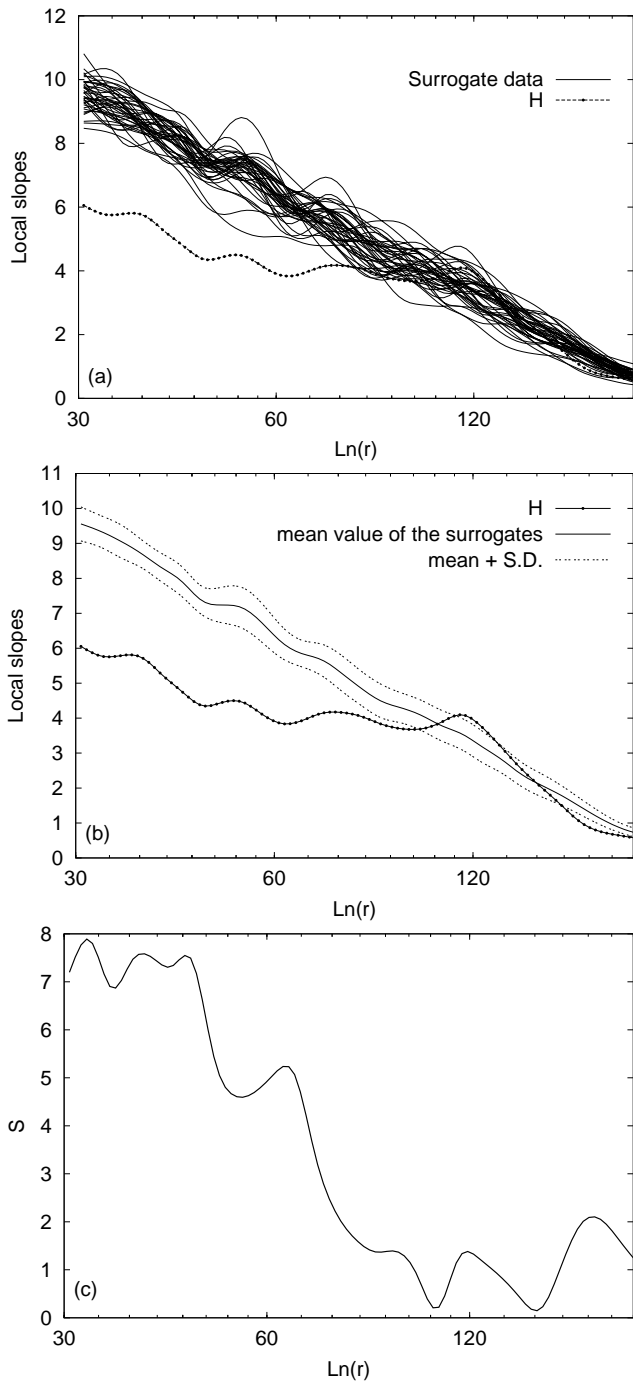 12
10
8
6
4
2
0
Local slopes
Surrogate data
H
(a)
30
60
120
Ln(r)
11
10
9
8
7
6
5
4
3
2
1
0
Local slopes
H
mean value of the surrogates
mean + S.D.
(b)
30
60
120
Ln(r)
8
7
6
5
4
3
2
1
0
S
(c)
30
60
120
Ln(r)